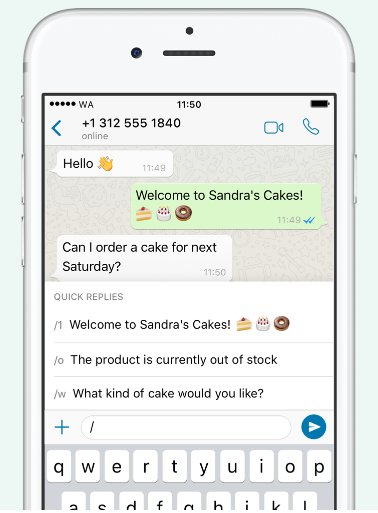 WA 11:50
+1 312 555 1840
online
Hello 👋 11:49
Welcome to Sandra's Cakes!
🍰 🎂 🍩 11:49
Can I order a cake for next
Saturday? 11:50
QUICK REPLIES
/1 Welcome to Sandra's Cakes! 🍰 🎂 🍩
/o The product is currently out of stock
/w What kind of cake would you like?
/
q w e r t y u i o p
a s d f g h j k l